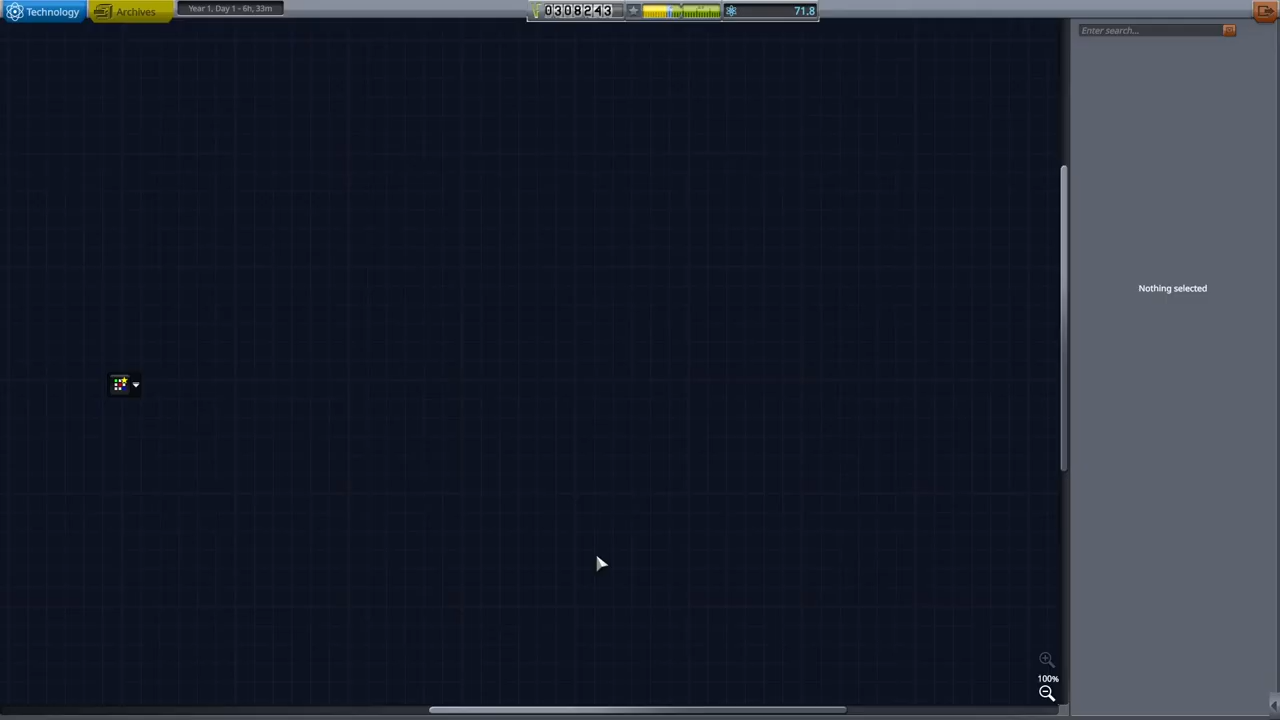 Technology
Archives
Year 1, Day 1 - 6h, 33m
0308243
71.8
Enter search...
Nothing selected
100%